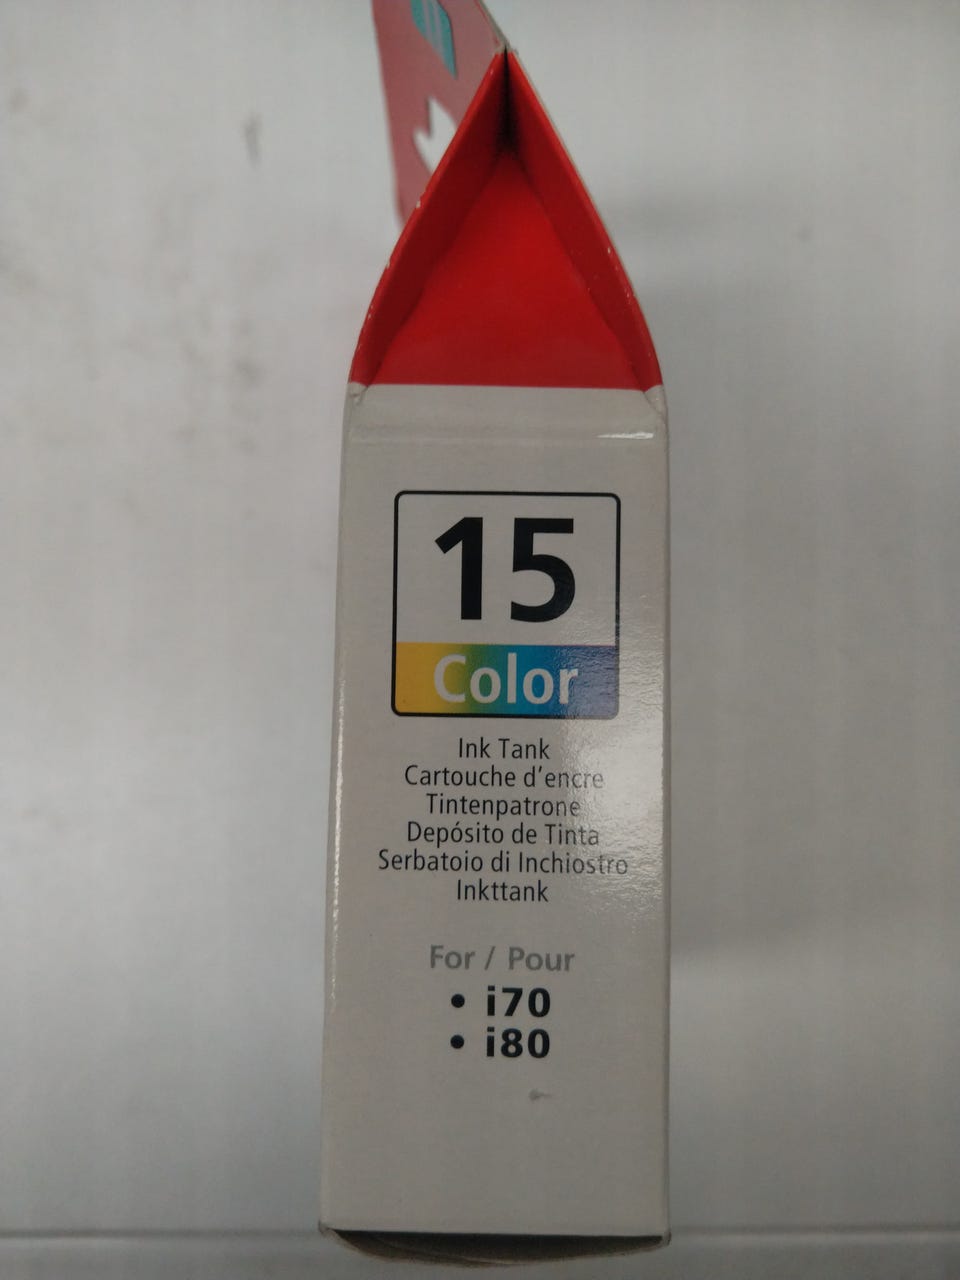 15
Color
Ink Tank
Cartouche d'encre
Tintenpatrone
Depósito de Tinta
Serbatoio di Inchiostro
Inkttank
For / Pour
• i70
• i80